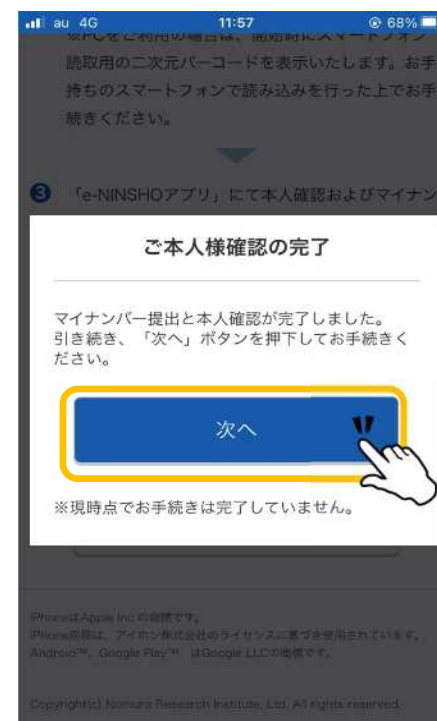 au 4G 11:57 68%
※PCをご利用の場合は、開始時にスマートフォン
読取用の二次元バーコードを表示いたします。お手
持ちのスマートフォンで読み込みを行った上でお手
続きください。
3 「e-NINSHOアプリ」にて本人確認およびマイナン
ご本人様確認の完了
マイナンバー提出と本人確認が完了しました。
引き続き、「次へ」ボタンを押下してお手続きく
ださい。
次へ
※現時点でお手続きは完了していません。
iPhoneはApple Inc.の商標です。
iPhone商標は、アイホン株式会社のライセンスに基づき使用されています。
Android™、Google Play™、はGoogle LLCの商標です。
Copyright(c) Nomura Research Institute, Ltd. All rights reserved.